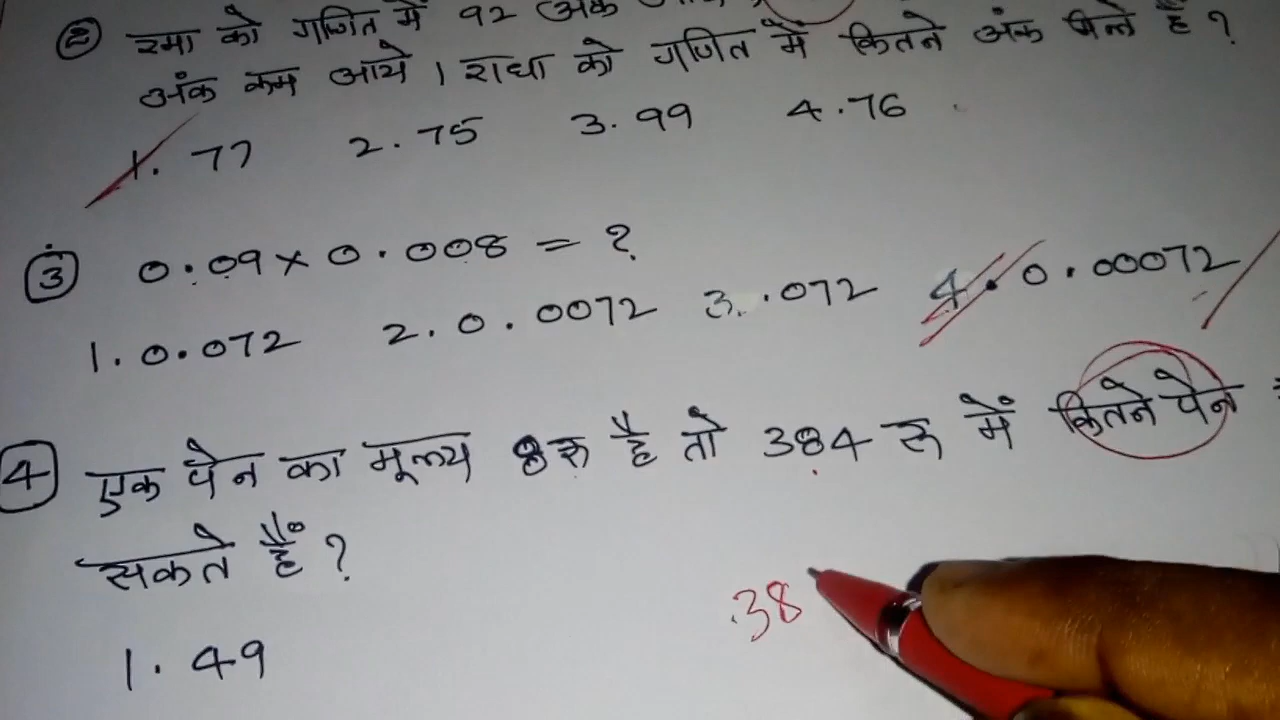 ② रमा को गणित में 92 अंक
अंक कम आये । राधा को गणित में कितने अंक मिले हैं ?
1. 77 2. 75 3. 99 4. 76
③ 0.09 × 0.008 = ?
1. 0.072 2. 0.0072 3. .072 4. 0.00072
4 एक पेन का मूल्य 8रु है तो 384 रु में कितने पेन
सकते हैं ?
1. 49
38